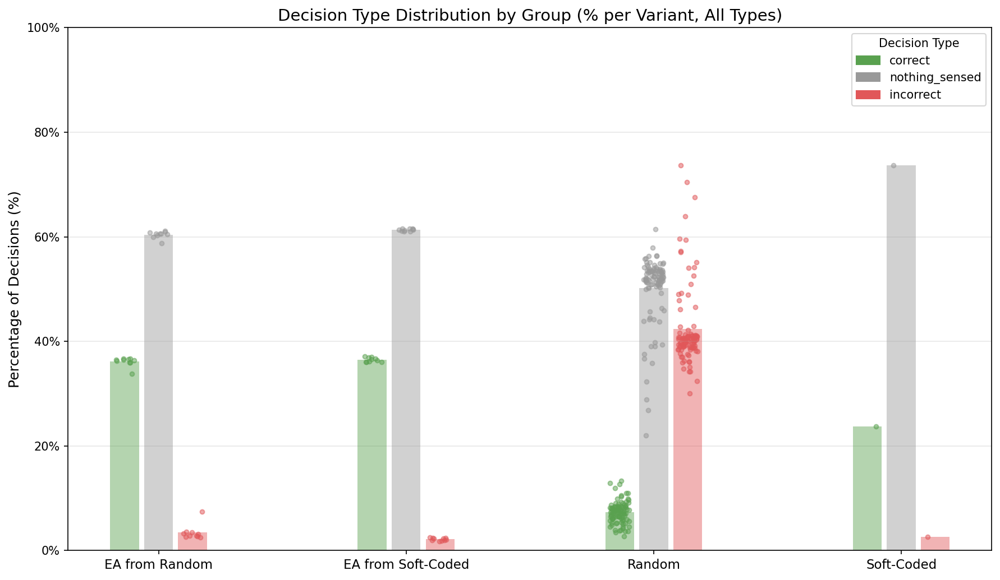 Decision Type Distribution by Group (% per Variant, All Types)
100%
80%
60%
40%
20%
0%
Percentage of Decisions (%)
Decision Type
correct
nothing_sensed
incorrect
EA from Random
EA from Soft-Coded
Random
Soft-Coded